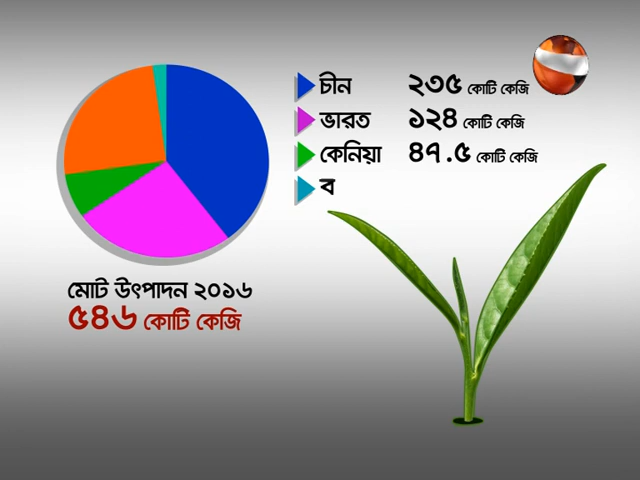 চীন ২৩৫ কোটি কেজি
ভারত ১২৪ কোটি কেজি
কেনিয়া ৪৭.৫ কোটি কেজি
ব
মোট উৎপাদন ২০১৬
৫৪৬ কোটি কেজি